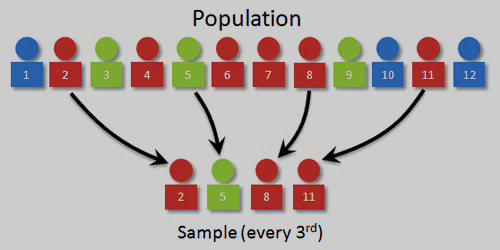 Population
1 2 3 4 5 6 7 8 9 10 11 12
2 5 8 11
Sample (every 3rd)